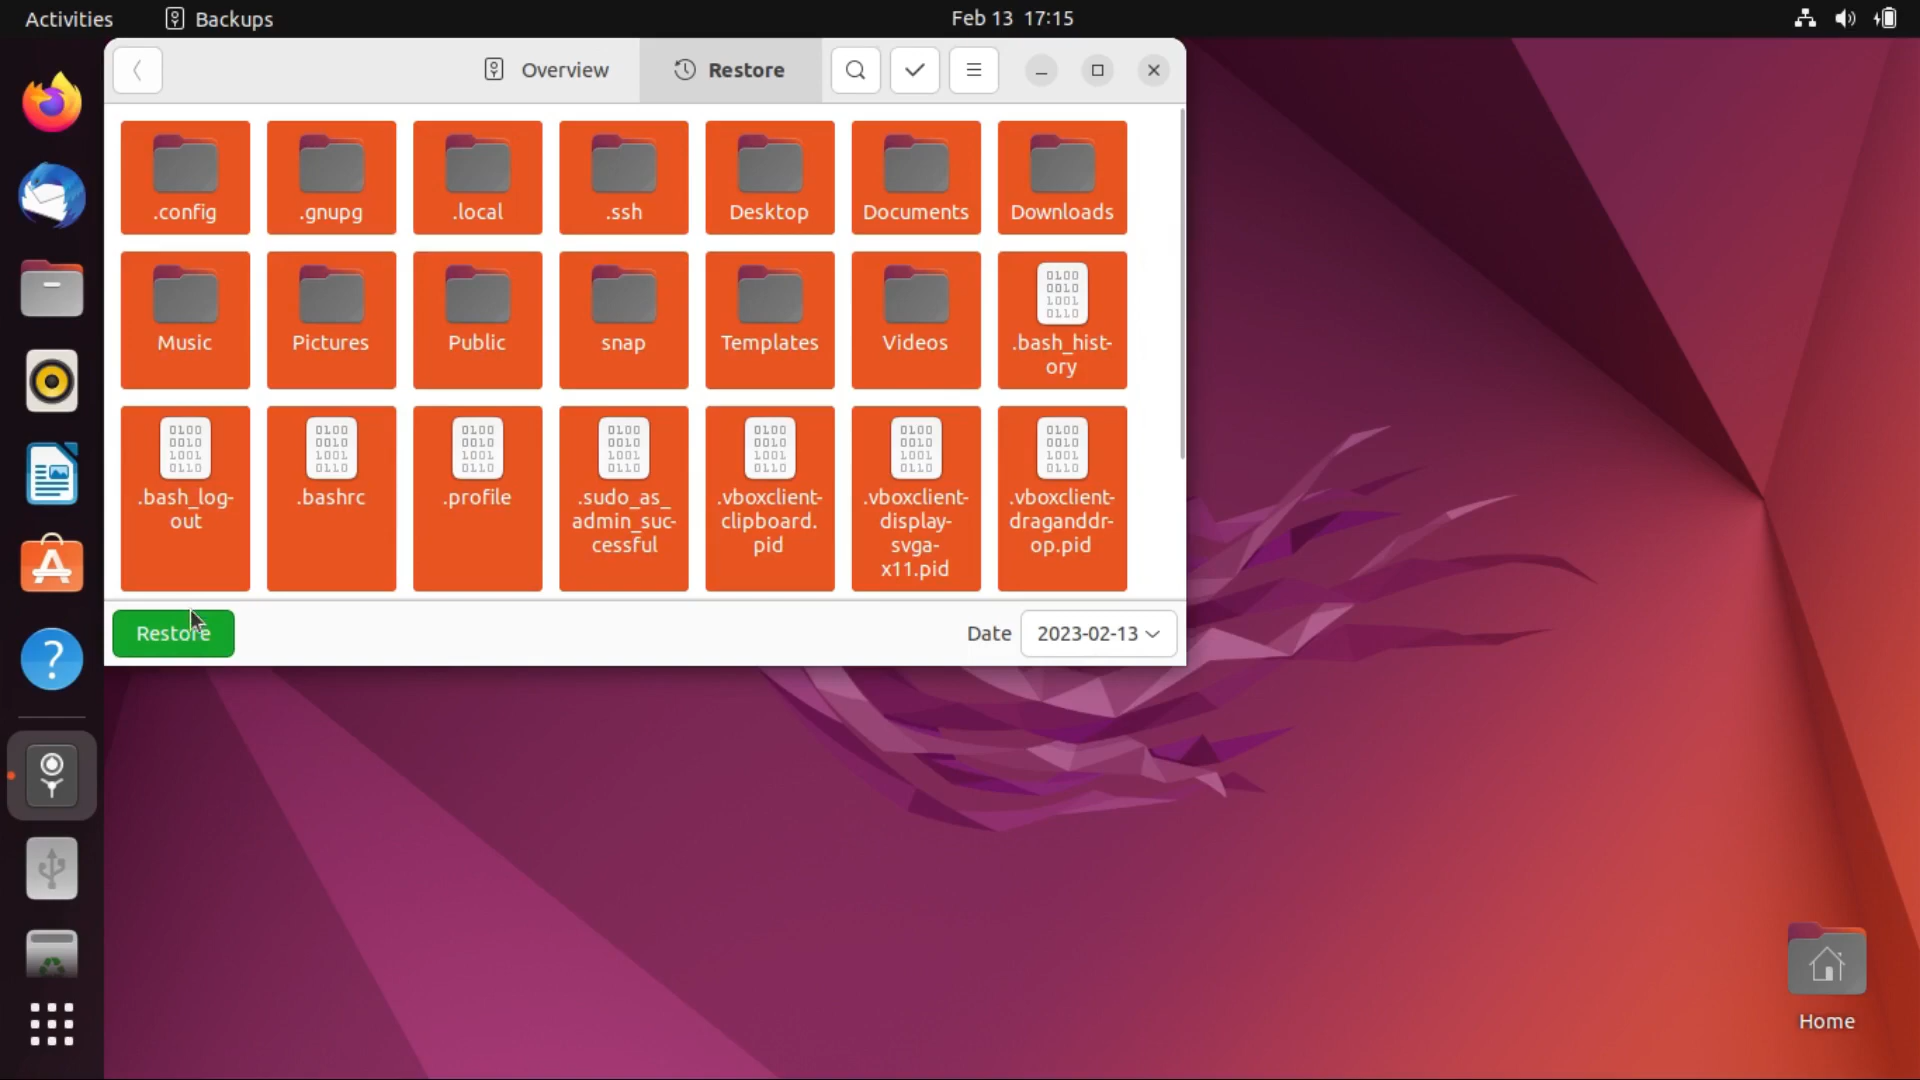 Activities
Backups
Feb 13 17:15
Overview
Restore
.config
.gnupg
.local
.ssh
Desktop
Documents
Downloads
Music
Pictures
Public
snap
Templates
Videos
.bash_hist-
ory
.bash_log-
out
.bashrc
.profile
.sudo_as_
admin_suc-
cessful
.vboxclient-
clipboard.
pid
.vboxclient-
display-
svga-
x11.pid
.vboxclient-
draganddr-
op.pid
Restore
Date
2023-02-13
Home